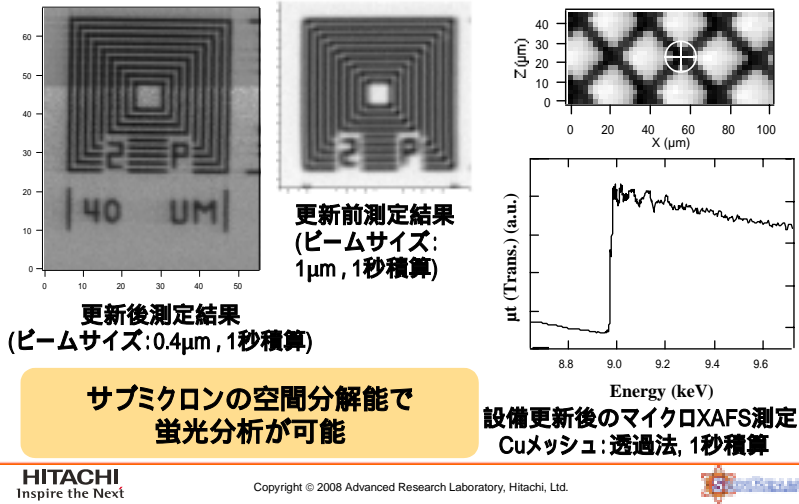 60
50
40
30
20
10
0
2 P
40 UM
0 10 20 30 40 50
更新後測定結果
(ビームサイズ:0.4μm , 1秒積算)
2 P
更新前測定結果
(ビームサイズ:
1μm , 1秒積算)
Z (μm)
40
30
20
10
0
0 20 40 60 80 100
X (μm)
μt (Trans.) (a.u.)
8.8 9.0 9.2 9.4 9.6
Energy (keV)
設備更新後のマイクロXAFS測定
Cuメッシュ:透過法, 1秒積算
サブミクロンの空間分解能で
蛍光分析が可能
HITACHI
Inspire the Next
Copyright © 2008 Advanced Research Laboratory, Hitachi, Ltd.